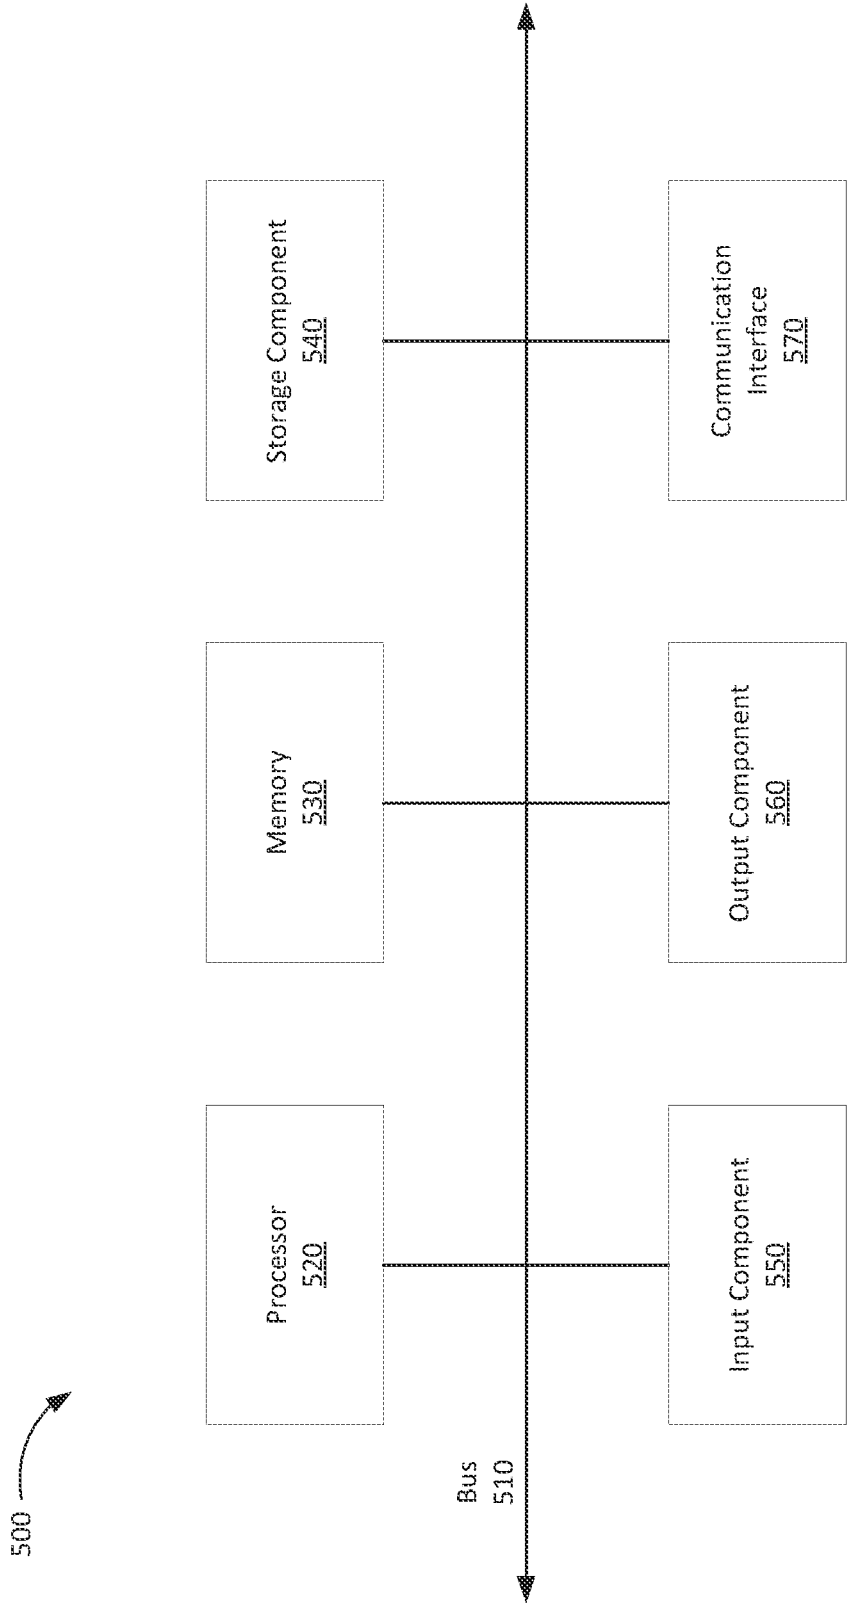 500
Processor
520
Memory
530
Storage Component
540
Bus
510
Input Component
550
Output Component
560
Communication
Interface
570